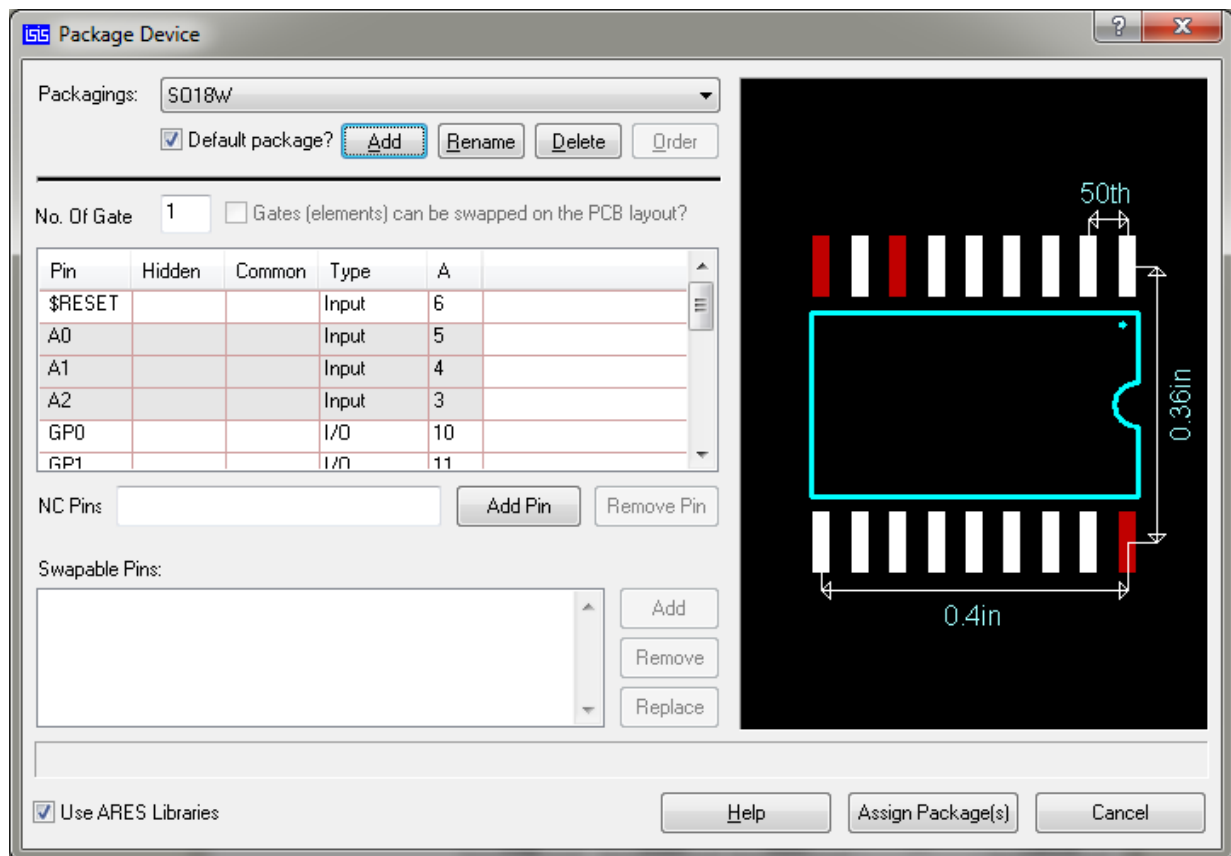 isis Package Device
Packagings: SO18W
Default package? Add Rename Delete Order
No. Of Gate 1 Gates (elements) can be swapped on the PCB layout?
Pin Hidden Common Type A
$RESET Input 6
A0 Input 5
A1 Input 4
A2 Input 3
GP0 I/O 10
GP1 I/O 11
NC Pins Add Pin Remove Pin
Swapable Pins:
Add
Remove
Replace
50th
0.36in
0.4in
Use ARES Libraries Help Assign Package(s) Cancel